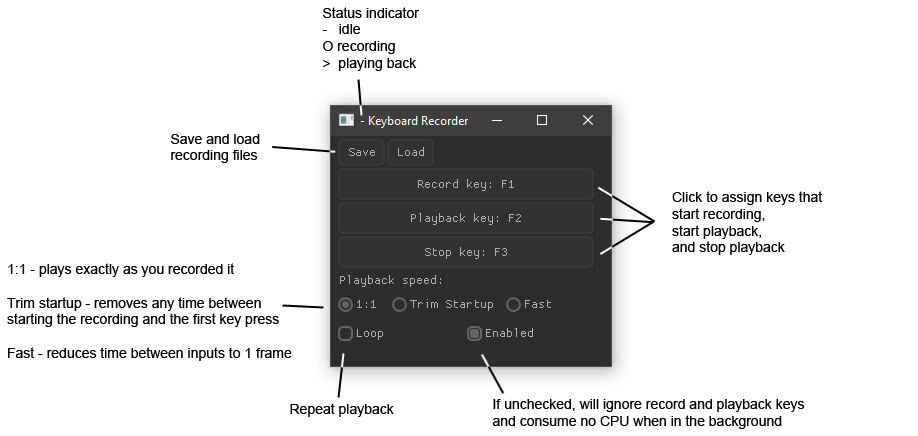 Status indicator
-   idle
O recording
>  playing back
- Keyboard Recorder
Save and load
recording files
Save
Load
Record key: F1
Playback key: F2
Stop key: F3
Click to assign keys that
start recording,
start playback,
and stop playback
Playback speed:
1:1
Trim Startup
Fast
Loop
Enabled
1:1 - plays exactly as you recorded it
Trim startup - removes any time between
starting the recording and the first key press
Fast - reduces time between inputs to 1 frame
Repeat playback
If unchecked, will ignore record and playback keys
and consume no CPU when in the background